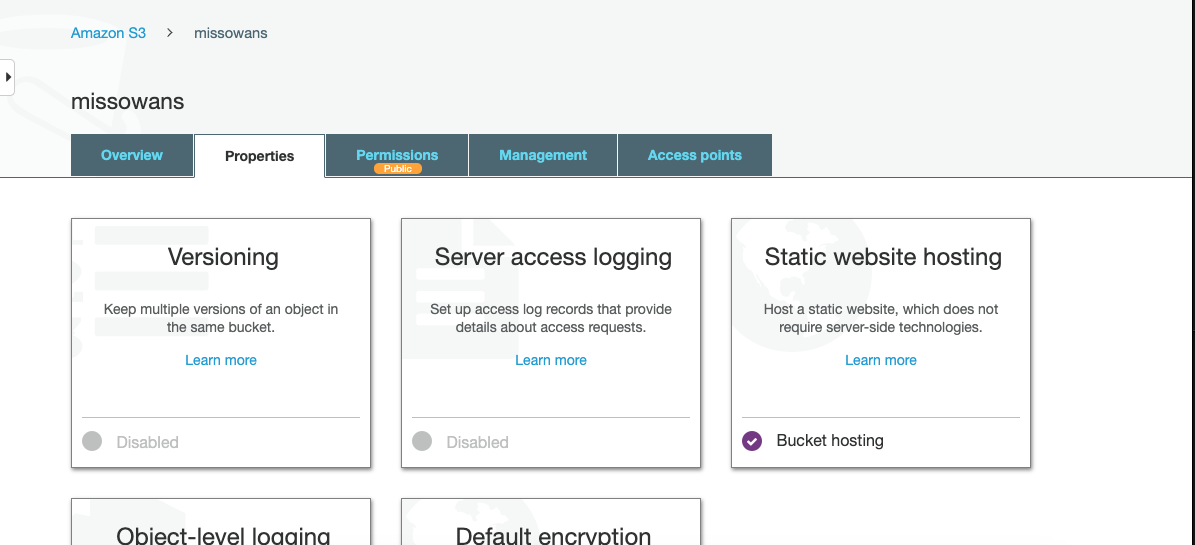 Amazon S3 > missowans
missowans
Overview
Properties
Permissions
Public
Management
Access points
Versioning
Keep multiple versions of an object in
the same bucket.
Learn more
Disabled
Server access logging
Set up access log records that provide
details about access requests.
Learn more
Disabled
Static website hosting
Host a static website, which does not
require server-side technologies.
Learn more
Bucket hosting
Object-level logging
Default encryption